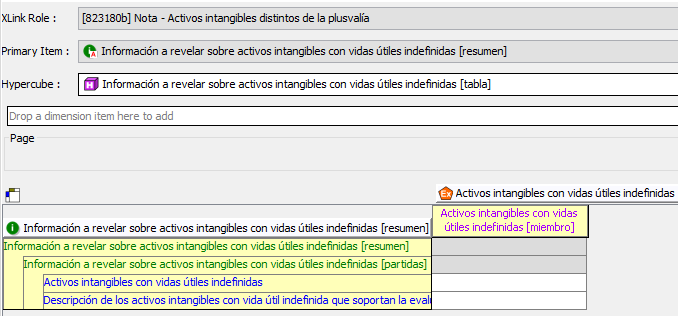 XLink Role : [823180b] Nota - Activos intangibles distintos de la plusvalía
Primary Item : Información a revelar sobre activos intangibles con vidas útiles indefinidas [resumen]
Hypercube : H Información a revelar sobre activos intangibles con vidas útiles indefinidas [tabla]
Drop a dimension item here to add
Page
Ex Activos intangibles con vidas útiles indefinidas
Información a revelar sobre activos intangibles con vidas útiles indefinidas [resumen]
Activos intangibles con vidas
útiles indefinidas [miembro]
Información a revelar sobre activos intangibles con vidas útiles indefinidas [resumen]
Información a revelar sobre activos intangibles con vidas útiles indefinidas [partidas]
Activos intangibles con vidas útiles indefinidas
Descripción de los activos intangibles con vida útil indefinida que soportan la evalu